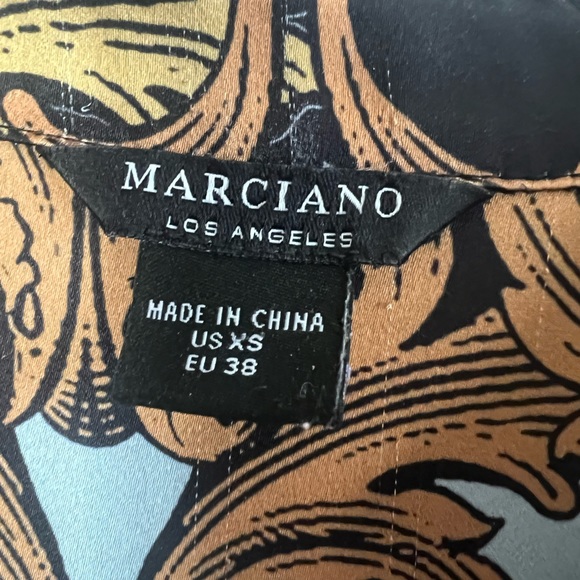 MARCIANO
LOS ANGELES
MADE IN CHINA
US XS
EU 38